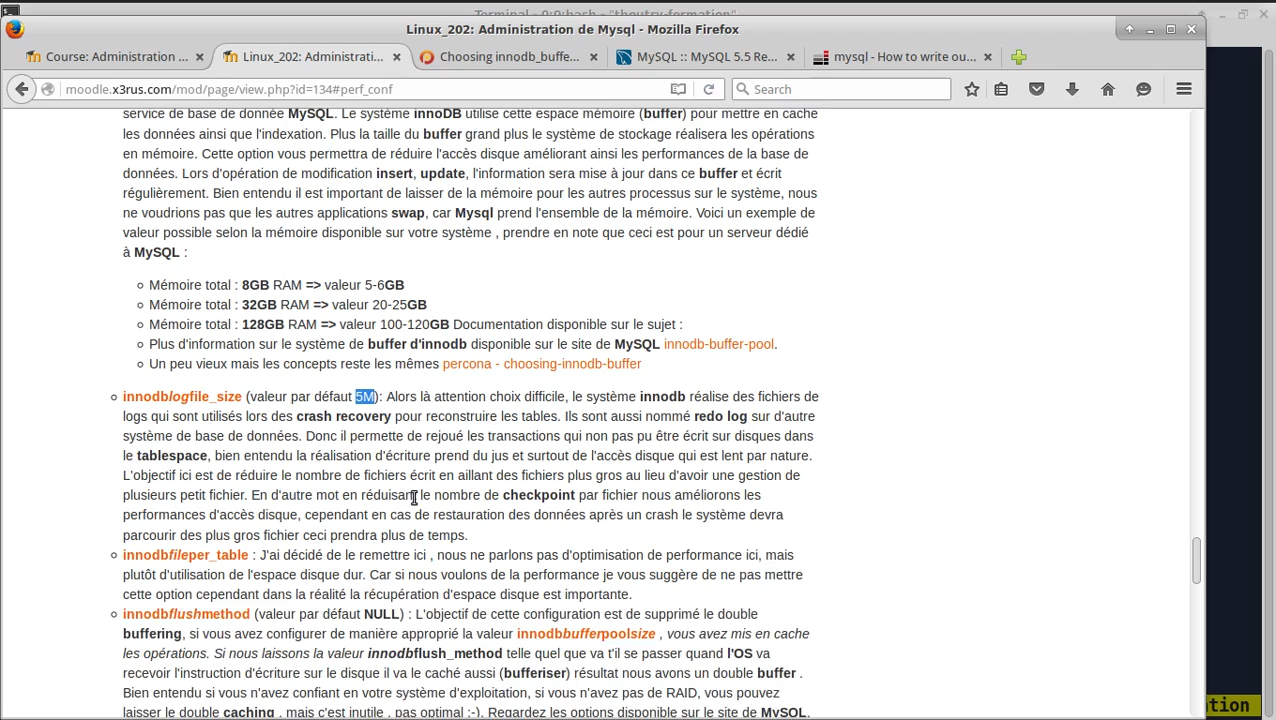 Terminal - 0:0:bash - "theutry-formation"
Linux_202: Administration de Mysql - Mozilla Firefox
Course: Administration ...
Linux_202: Administrati...
Choosing innodb_buffe...
MySQL :: MySQL 5.5 Re...
mysql - How to write ou...
moodle.x3rus.com/mod/page/view.php?id=134#perf_conf
Search
service de base de donnée MySQL. Le système innoDB utilise cette espace mémoire (buffer) pour mettre en cache
les données ainsi que l'indexation. Plus la taille du buffer grand plus le système de stockage réalisera les opérations
en mémoire. Cette option vous permettra de réduire l'accès disque améliorant ainsi les performances de la base de
données. Lors d'opération de modification insert, update, l'information sera mise à jour dans ce buffer et écrit
régulièrement. Bien entendu il est important de laisser de la mémoire pour les autres processus sur le système, nous
ne voudrions pas que les autres applications swap, car Mysql prend l'ensemble de la mémoire. Voici un exemple de
valeur possible selon la mémoire disponible sur votre système , prendre en note que ceci est pour un serveur dédié
à MySQL :
Mémoire total : 8GB RAM => valeur 5-6GB
Mémoire total : 32GB RAM => valeur 20-25GB
Mémoire total : 128GB RAM => valeur 100-120GB Documentation disponible sur le sujet :
Plus d'information sur le système de buffer d'innodb disponible sur le site de MySQL innodb-buffer-pool.
Un peu vieux mais les concepts reste les mêmes percona - choosing-innodb-buffer
innodblogfile_size (valeur par défaut 5M): Alors là attention choix difficile, le système innodb réalise des fichiers de
logs qui sont utilisés lors des crash recovery pour reconstruire les tables. Ils sont aussi nommé redo log sur d'autre
système de base de données. Donc il permette de rejoué les transactions qui non pas pu être écrit sur disques dans
le tablespace, bien entendu la réalisation d'écriture prend du jus et surtout de l'accès disque qui est lent par nature.
L'objectif ici est de réduire le nombre de fichiers écrit en aillant des fichiers plus gros au lieu d'avoir une gestion de
plusieurs petit fichier. En d'autre mot en réduisant le nombre de checkpoint par fichier nous améliorons les
performances d'accès disque, cependant en cas de restauration des données après un crash le système devra
parcourir des plus gros fichier ceci prendra plus de temps.
innodbfileper_table : J'ai décidé de le remettre ici , nous ne parlons pas d'optimisation de performance ici, mais
plutôt d'utilisation de l'espace disque dur. Car si nous voulons de la performance je vous suggère de ne pas mettre
cette option cependant dans la réalité la récupération d'espace disque est importante.
innodbflushmethod (valeur par défaut NULL) : L'objectif de cette configuration est de supprimé le double
buffering, si vous avez configurer de manière approprié la valeur innodbbufferpoolsize , vous avez mis en cache
les opérations. Si nous laissons la valeur innodbflush_method telle quel que va t'il se passer quand l'OS va
recevoir l'instruction d'écriture sur le disque il va le caché aussi (bufferiser) résultat nous avons un double buffer .
Bien entendu si vous n'avez confiant en votre système d'exploitation, si vous n'avez pas de RAID, vous pouvez
laisser le double caching , mais c'est inutile , pas optimal ;-). Regardez les options disponible sur le site de MySQL.
ation